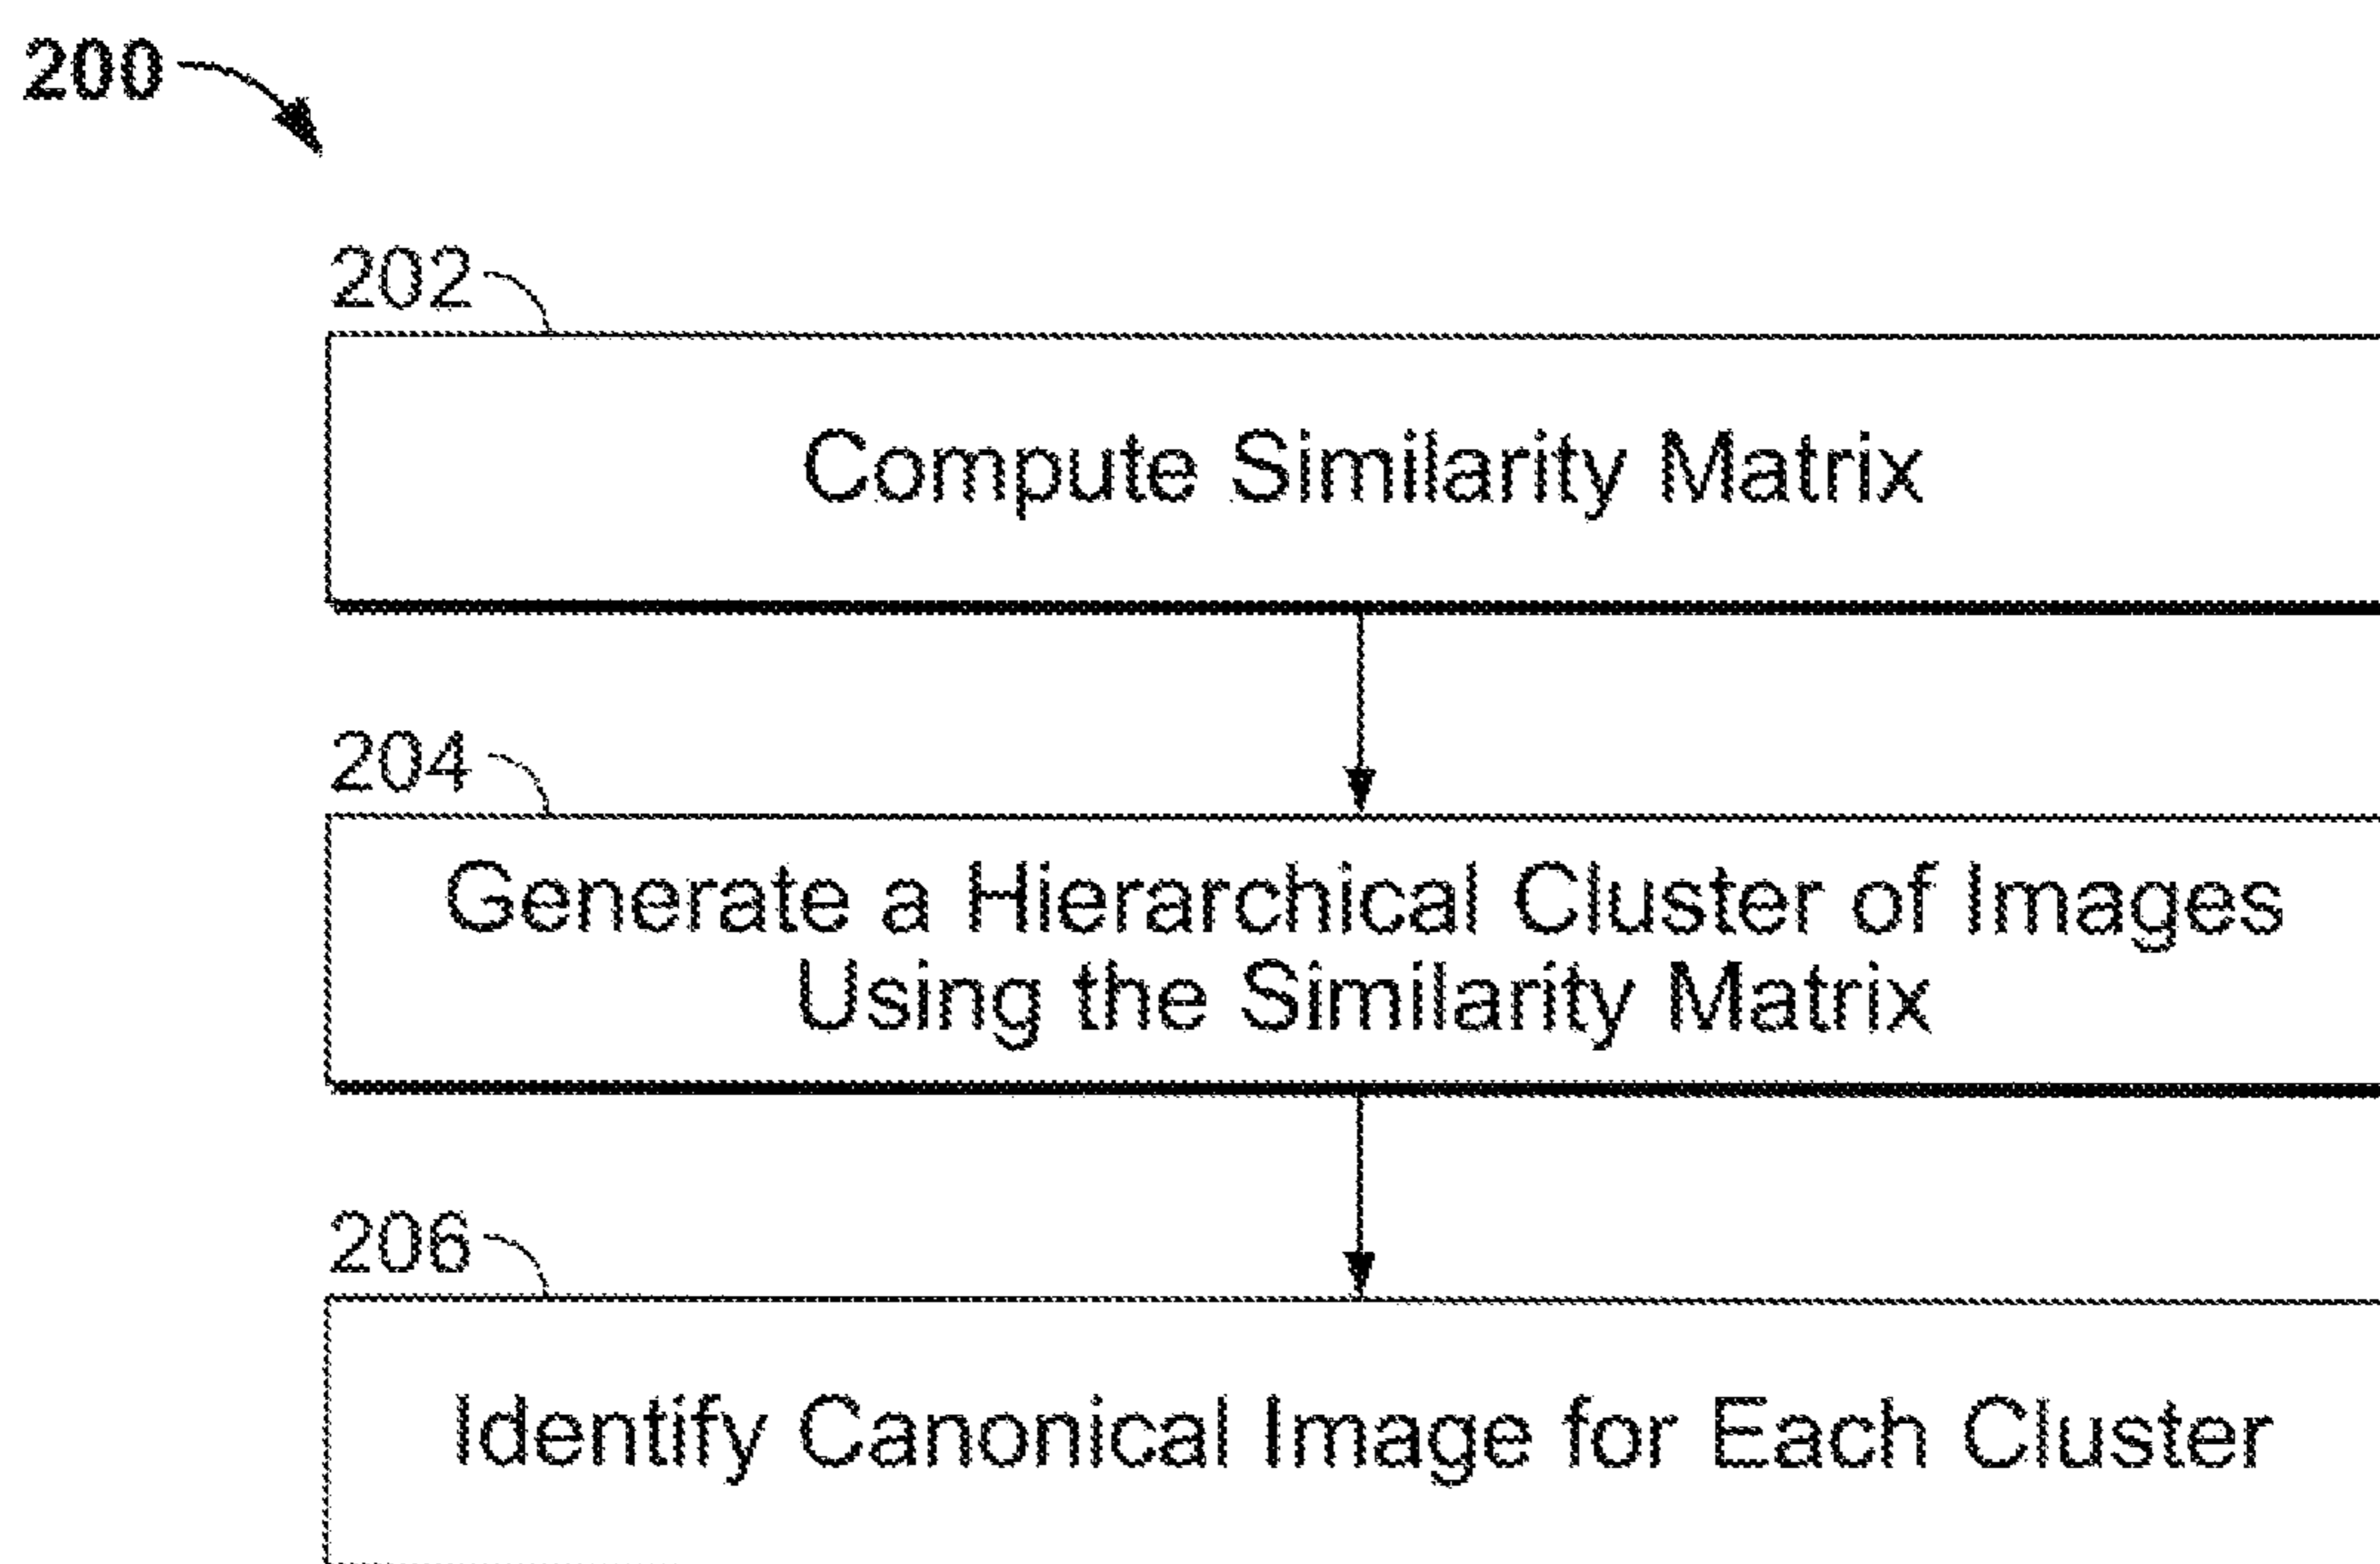 200
202
Compute Similarity Matrix
204
Generate a Hierarchical Cluster of Images
Using the Similarity Matrix
206
Identify Canonical Image for Each Cluster